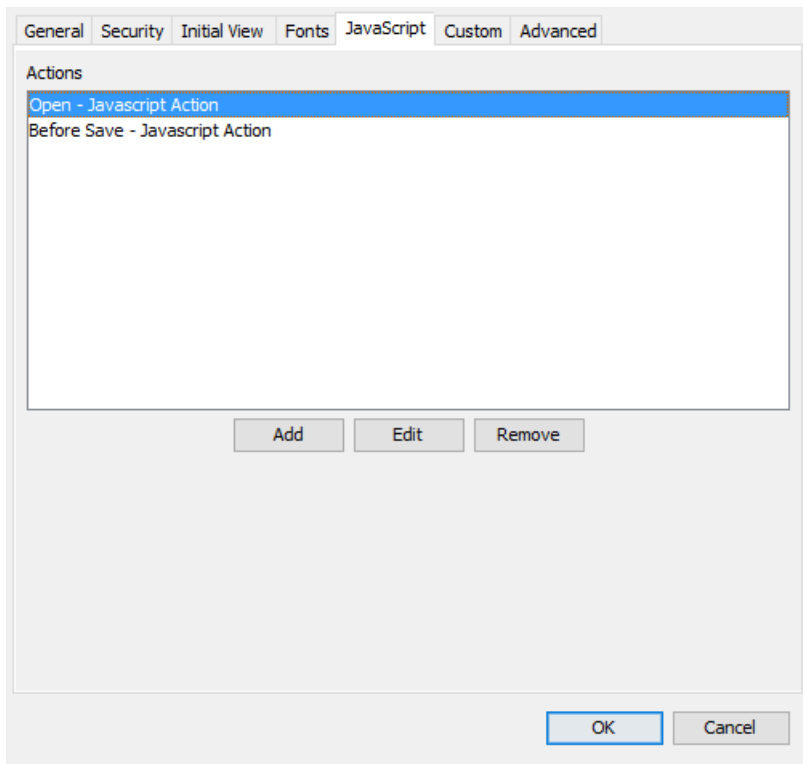 General Security Initial View Fonts JavaScript Custom Advanced
Actions
Open - Javascript Action
Before Save - Javascript Action
Add Edit Remove
OK Cancel